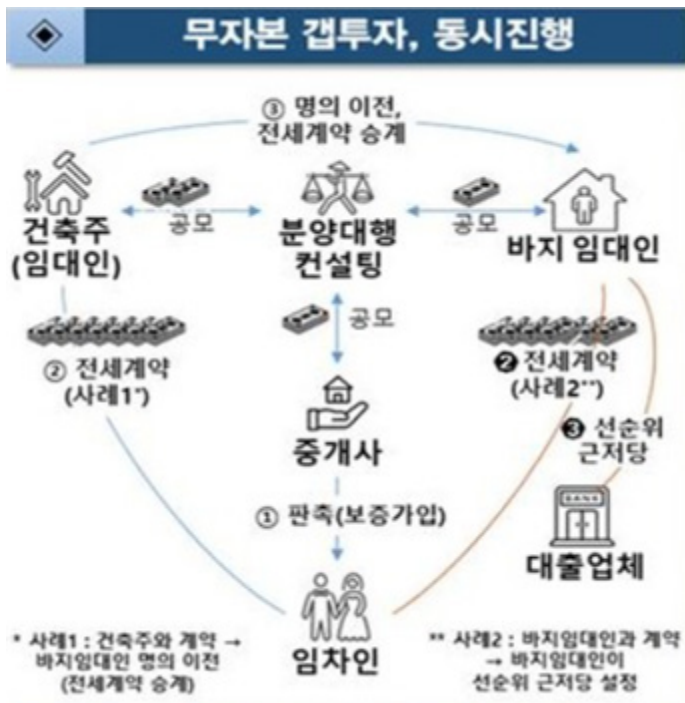 무자본 갭투자, 동시진행
③ 명의 이전,
전세계약 승계
건축주
(임대인)
공모
분양대행
컨설팅
공모
바지 임대인
공모
② 전세계약
(사례1*)
❷ 전세계약
(사례2**)
❸ 선순위
근저당
중개사
① 판촉(보증가입)
BANK
대출업체
임차인
* 사례1 : 건축주와 계약 →
바지임대인 명의 이전
(전세계약 승계)
** 사례2 : 바지임대인과 계약
→ 바지임대인이
선순위 근저당 설정